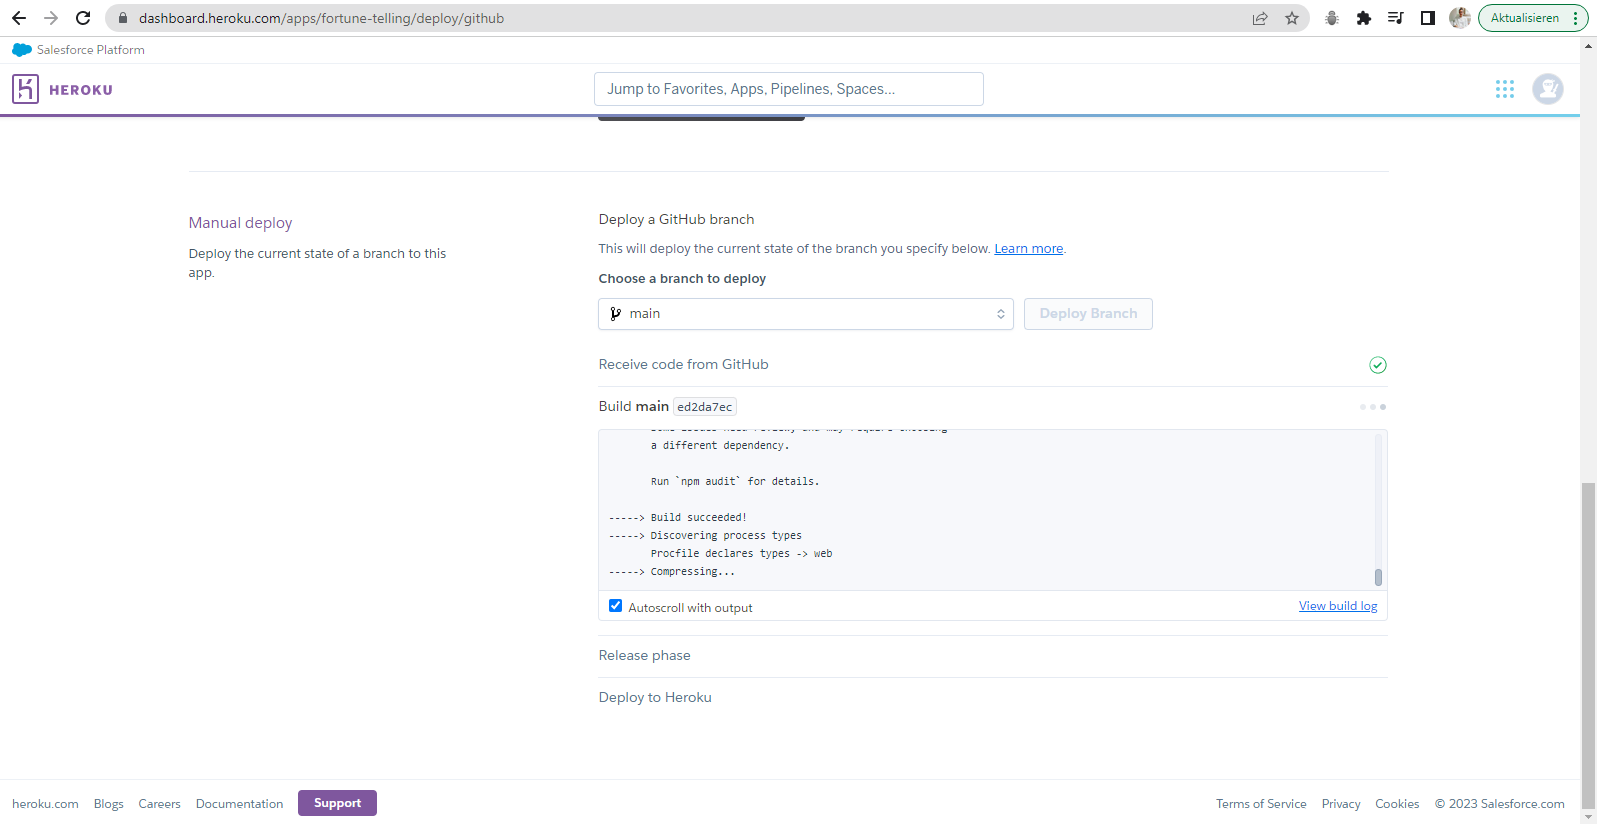 dashboard.heroku.com/apps/fortune-telling/deploy/github
Aktualisieren
Salesforce Platform
HEROKU
Jump to Favorites, Apps, Pipelines, Spaces...
Manual deploy
Deploy the current state of a branch to this
app.
Deploy a GitHub branch
This will deploy the current state of the branch you specify below. Learn more.
Choose a branch to deploy
main
Deploy Branch
Receive code from GitHub
Build main ed2da7ec
a different dependency.
Run `npm audit` for details.
-----> Build succeeded!
-----> Discovering process types
Procfile declares types -> web
-----> Compressing...
Autoscroll with output
View build log
Release phase
Deploy to Heroku
heroku.com Blogs Careers Documentation Support
Terms of Service Privacy Cookies © 2023 Salesforce.com